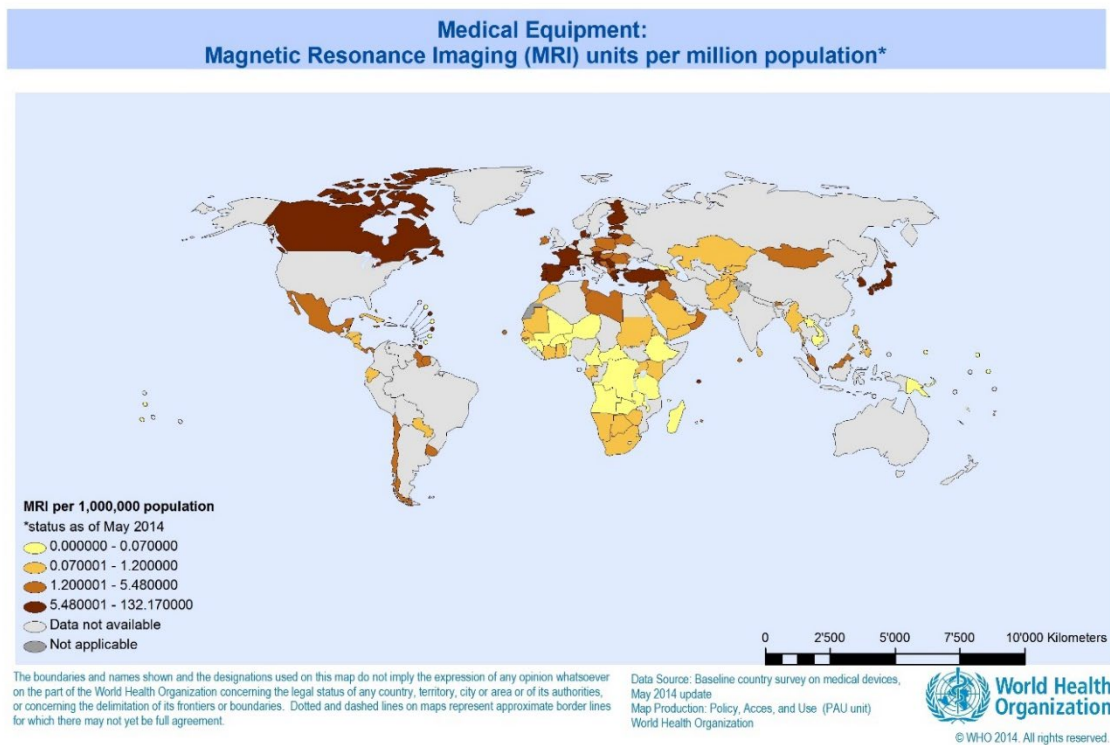 Medical Equipment:
Magnetic Resonance Imaging (MRI) units per million population*
MRI per 1,000,000 population
*status as of May 2014
0.000000 - 0.070000
0.070001 - 1.200000
1.200001 - 5.480000
5.480001 - 132.170000
Data not available
Not applicable
0 2'500 5'000 7'500 10'000 Kilometers
The boundaries and names shown and the designations used on this map do not imply the expression of any opinion whatsoever
on the part of the World Health Organization concerning the legal status of any country, territory, city or area or of its authorities,
or concerning the delimitation of its frontiers or boundaries. Dotted and dashed lines on maps represent approximate border lines
for which there may not yet be full agreement.
Data Source: Baseline country survey on medical devices,
May 2014 update
Map Production: Policy, Acces, and Use (PAU unit)
World Health Organization
World Health
Organization
© WHO 2014. All rights reserved.